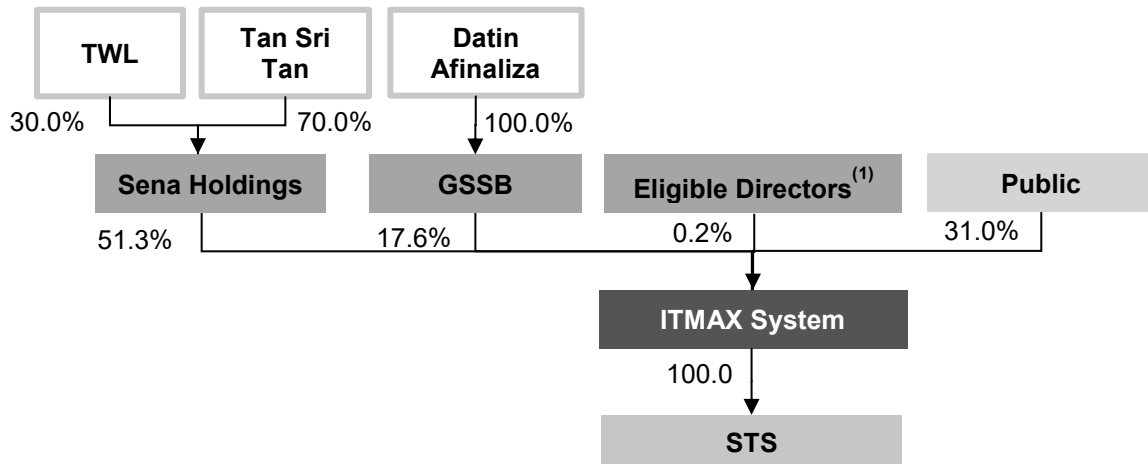 TWL
Tan Sri
Tan
Datin
Afinaliza
30.0%
70.0%
100.0%
Sena Holdings
GSSB
Eligible Directors(1)
Public
51.3%
17.6%
0.2%
31.0%
ITMAX System
100.0
STS